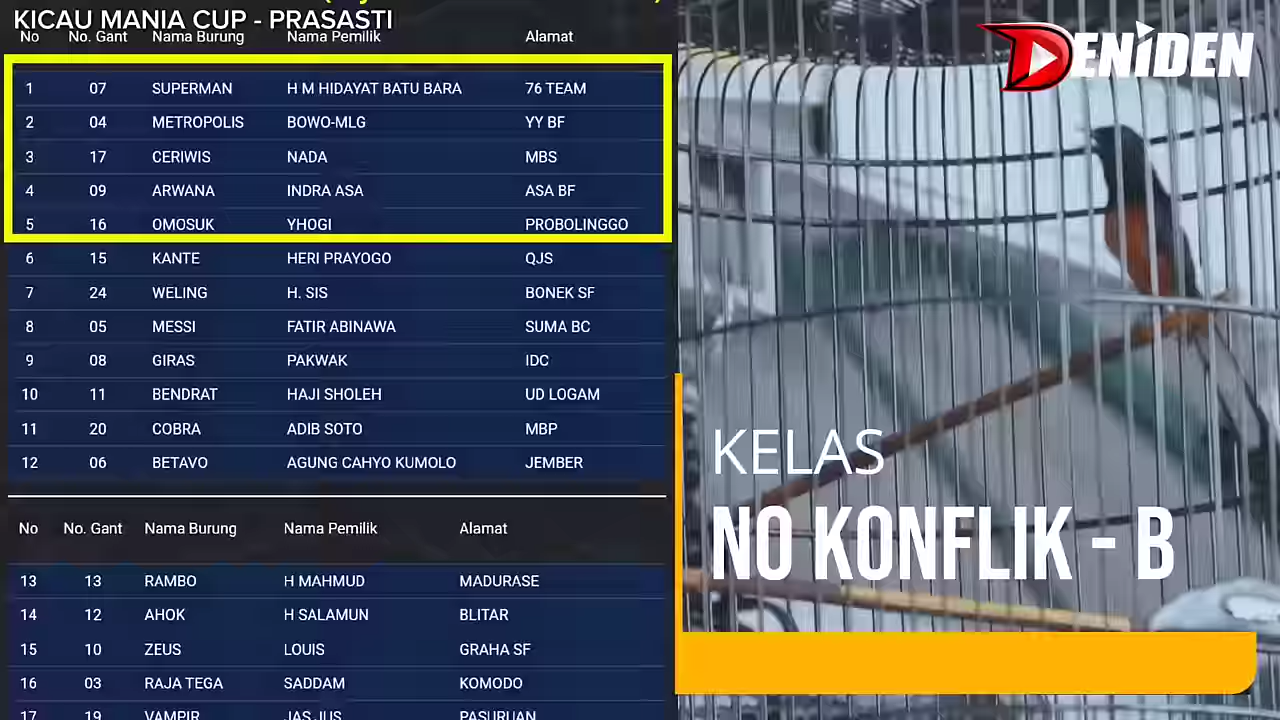 KICAU MANIA CUP - PRASASTI
No No. Gant Nama Burung Nama Pemilik Alamat
1 07 SUPERMAN H M HIDAYAT BATU BARA 76 TEAM
2 04 METROPOLIS BOWO-MLG YY BF
3 17 CERIWIS NADA MBS
4 09 ARWANA INDRA ASA ASA BF
5 16 OMOSUK YHOGI PROBOLINGGO
6 15 KANTE HERI PRAYOGO QJS
7 24 WELING H. SIS BONEK SF
8 05 MESSI FATIR ABINAWA SUMA BC
9 08 GIRAS PAKWAK IDC
10 11 BENDRAT HAJI SHOLEH UD LOGAM
11 20 COBRA ADIB SOTO MBP
12 06 BETAVO AGUNG CAHYO KUMOLO JEMBER
No No. Gant Nama Burung Nama Pemilik Alamat
13 13 RAMBO H MAHMUD MADURASE
14 12 AHOK H SALAMUN BLITAR
15 10 ZEUS LOUIS GRAHA SF
16 03 RAJA TEGA SADDAM KOMODO
17 19 VAMPIR JAS JUS PASURUAN
DENIDEN
KELAS
NO KONFLIK - B